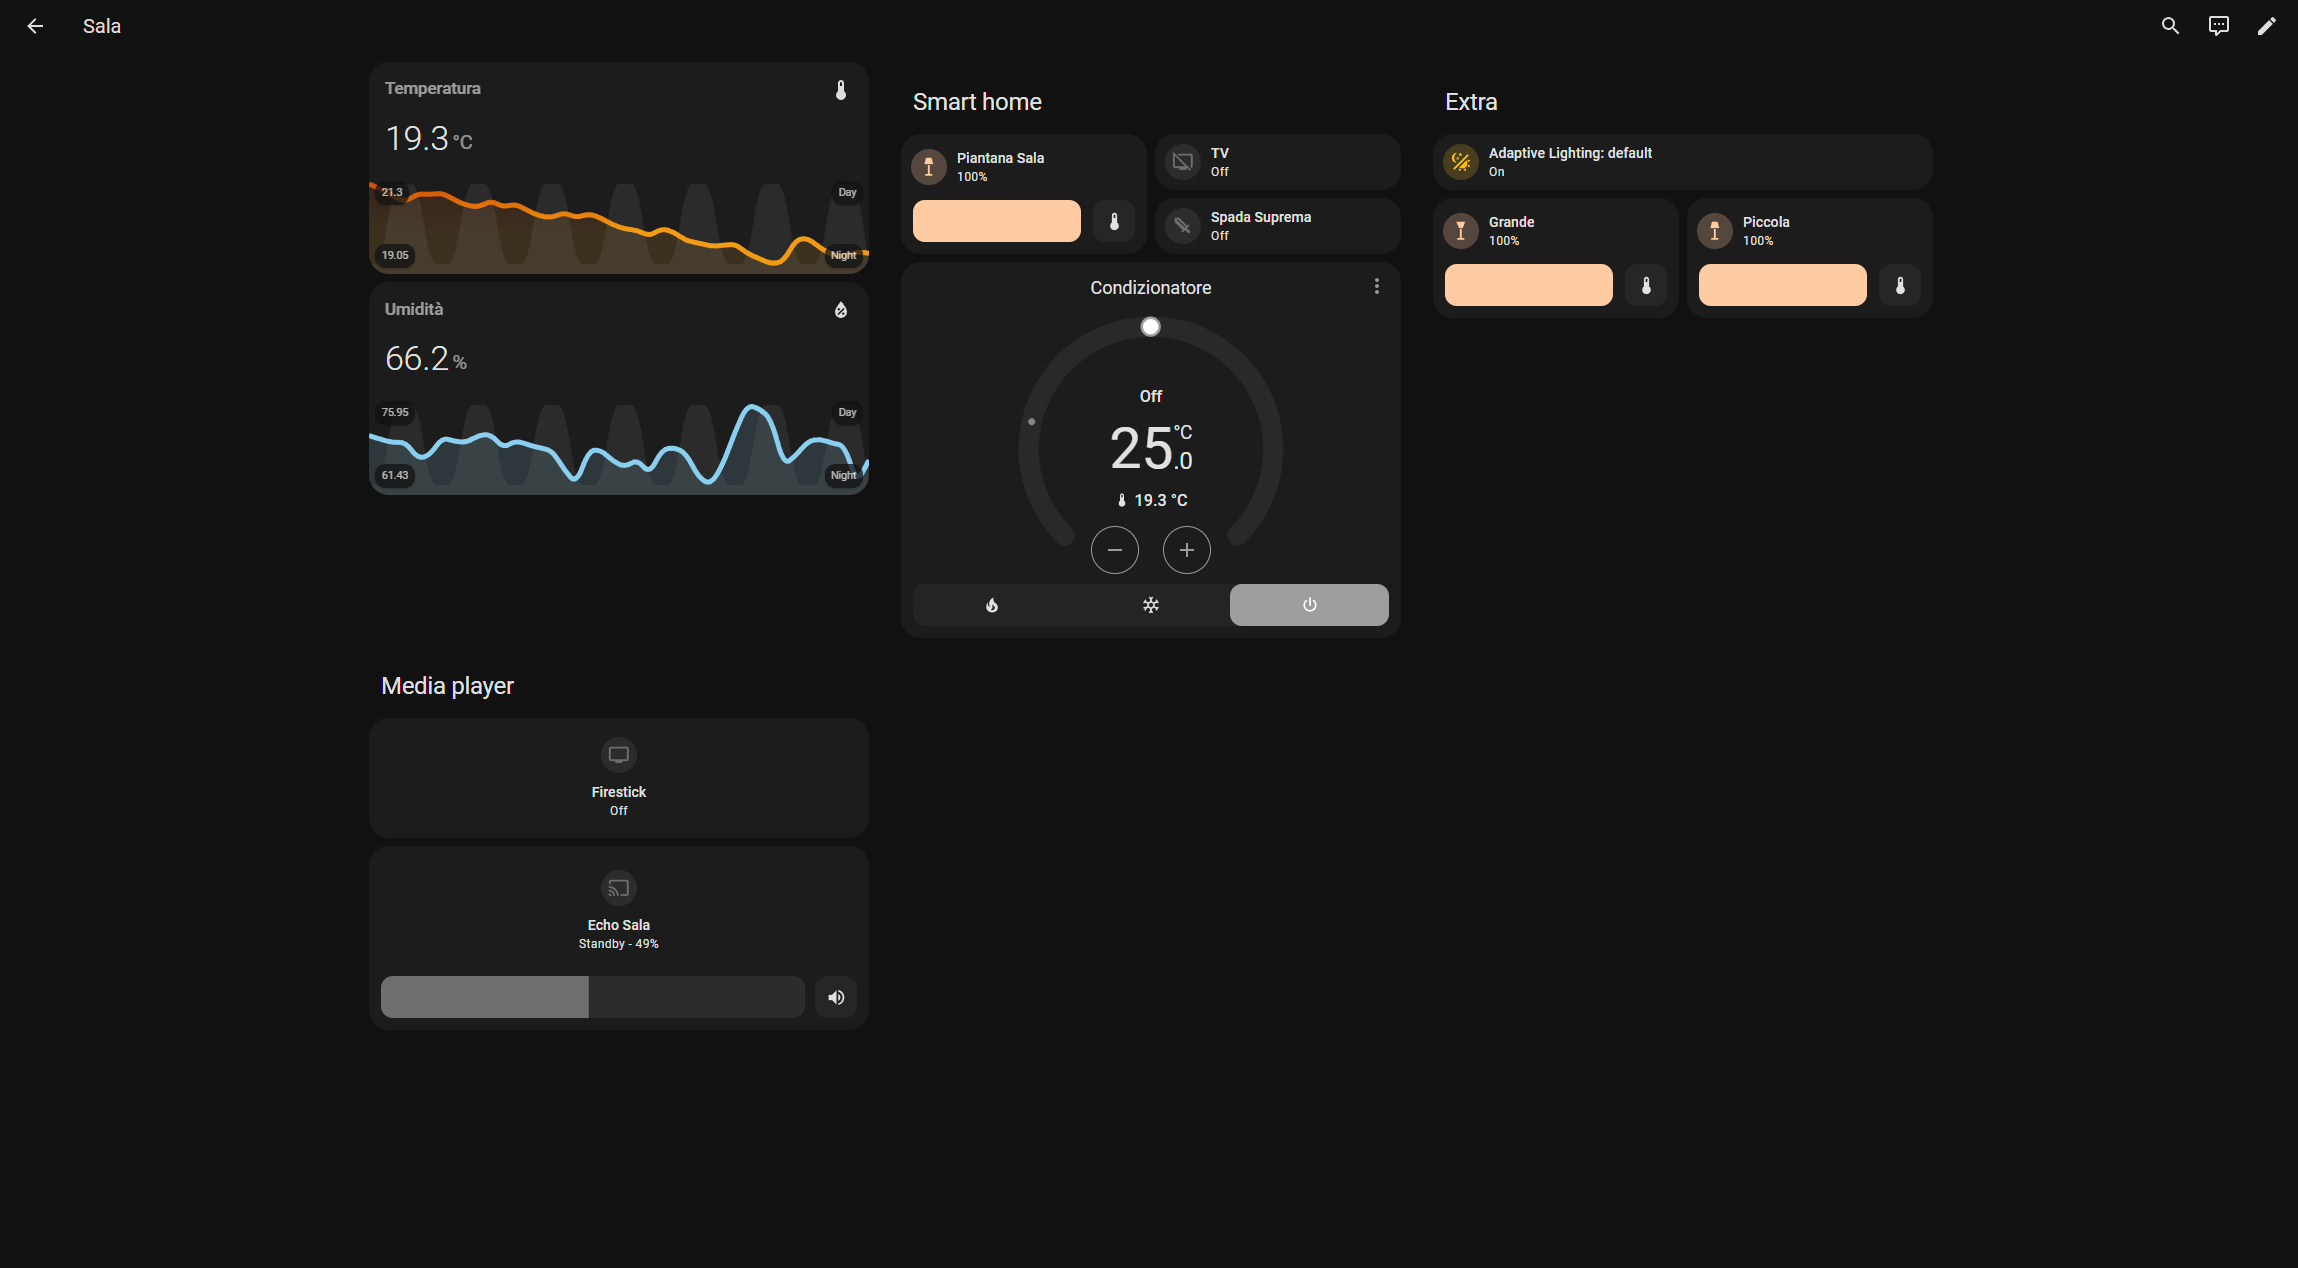 Sala
Temperatura
19.3 °C
21.3
Day
19.05
Night
Umidità
66.2 %
75.95
Day
61.43
Night
Smart home
Piantana Sala
100%
TV
Off
Spada Suprema
Off
Condizionatore
Off
25.0 °C
19.3 °C
Extra
Adaptive Lighting: default
On
Grande
100%
Piccola
100%
Media player
Firestick
Off
Echo Sala
Standby - 49%